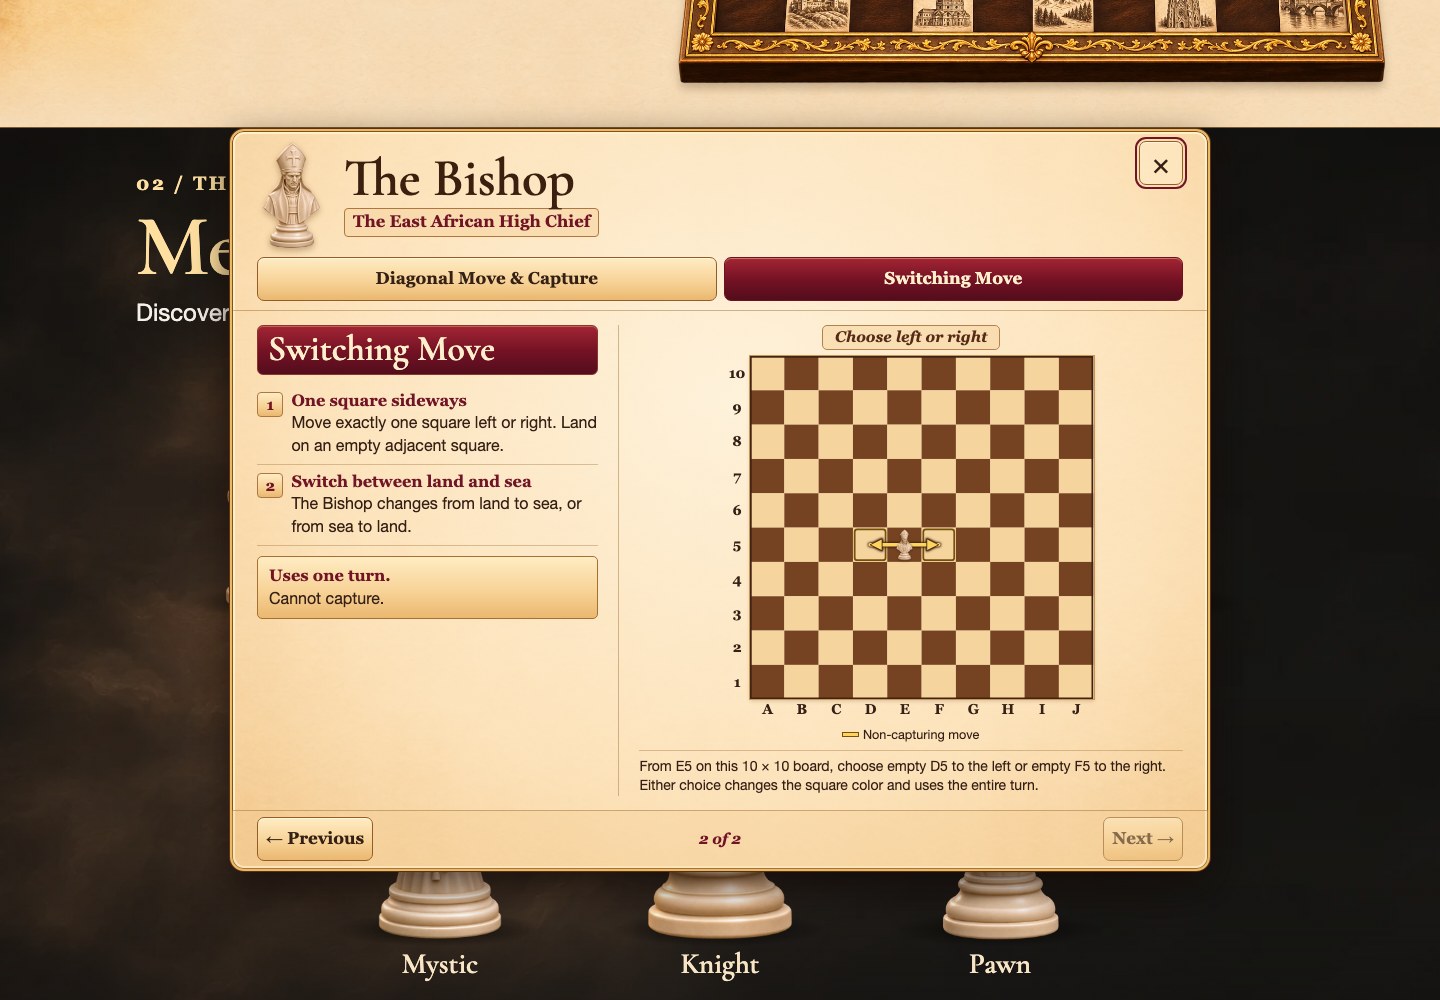 02 / TH
Me
Discover
The Bishop
The East African High Chief
×
Diagonal Move & Capture
Switching Move
Switching Move
1
One square sideways
Move exactly one square left or right. Land
on an empty adjacent square.
2
Switch between land and sea
The Bishop changes from land to sea, or
from sea to land.
Uses one turn.
Cannot capture.
Choose left or right
10
9
8
7
6
5
4
3
2
1
A B C D E F G H I J
Non-capturing move
From E5 on this 10 × 10 board, choose empty D5 to the left or empty F5 to the right.
Either choice changes the square color and uses the entire turn.
← Previous
2 of 2
Next →
Mystic
Knight
Pawn